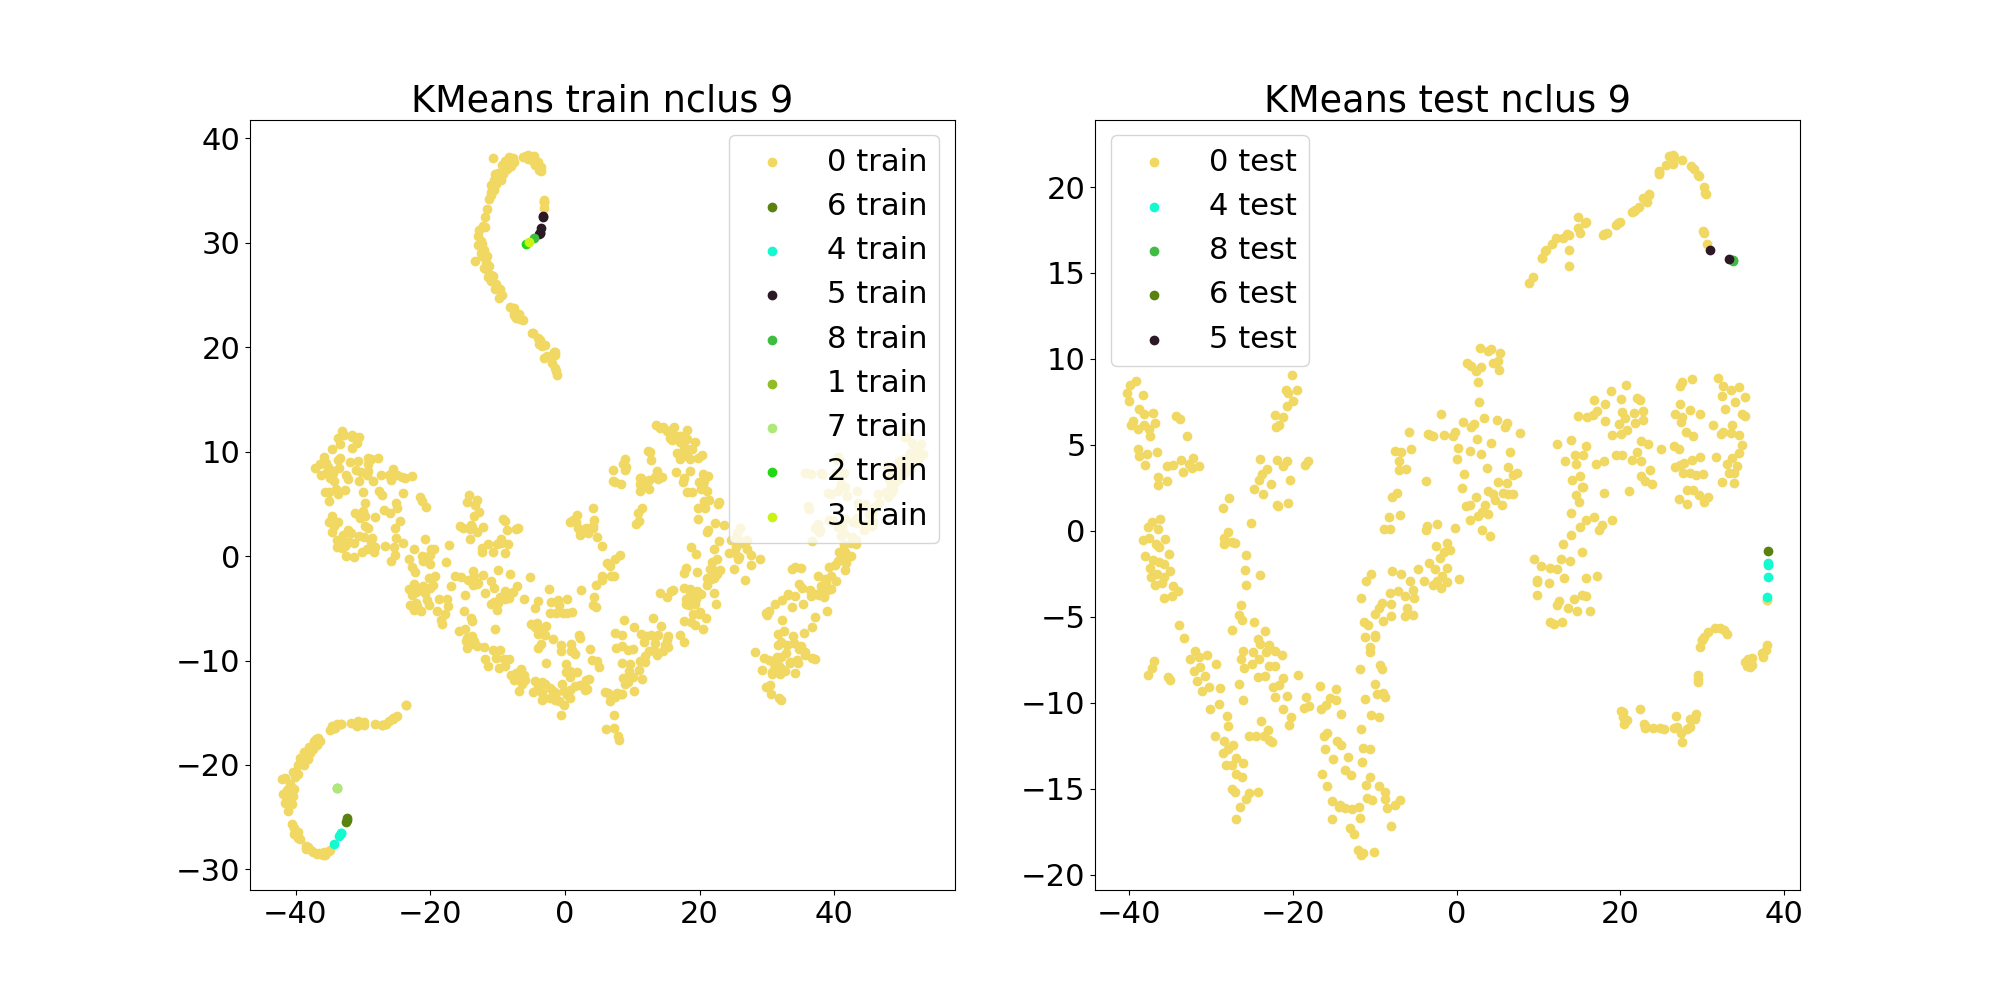 KMeans train nclus 9
40
30
20
10
0
−10
−20
−30
−40
−20
0
20
40
0 train
6 train
4 train
5 train
8 train
1 train
7 train
2 train
3 train
KMeans test nclus 9
20
15
10
5
0
−5
−10
−15
−20
−40
−20
0
20
40
0 test
4 test
8 test
6 test
5 test